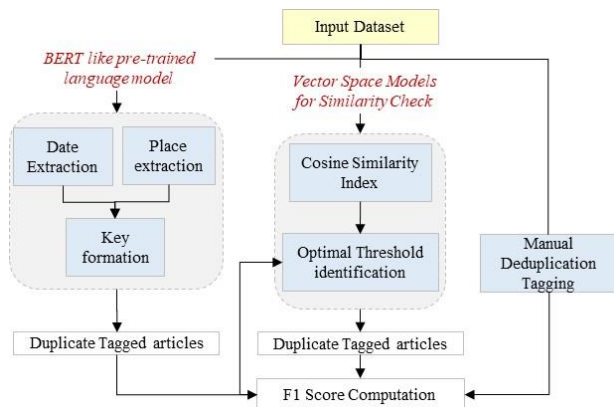 Input Dataset
BERT like pre-trained
language model
Vector Space Models
for Similarity Check
Date
Extraction
Place
extraction
Key
formation
Cosine Similarity
Index
Optimal Threshold
identification
Manual
Deduplication
Tagging
Duplicate Tagged articles
Duplicate Tagged articles
F1 Score Computation